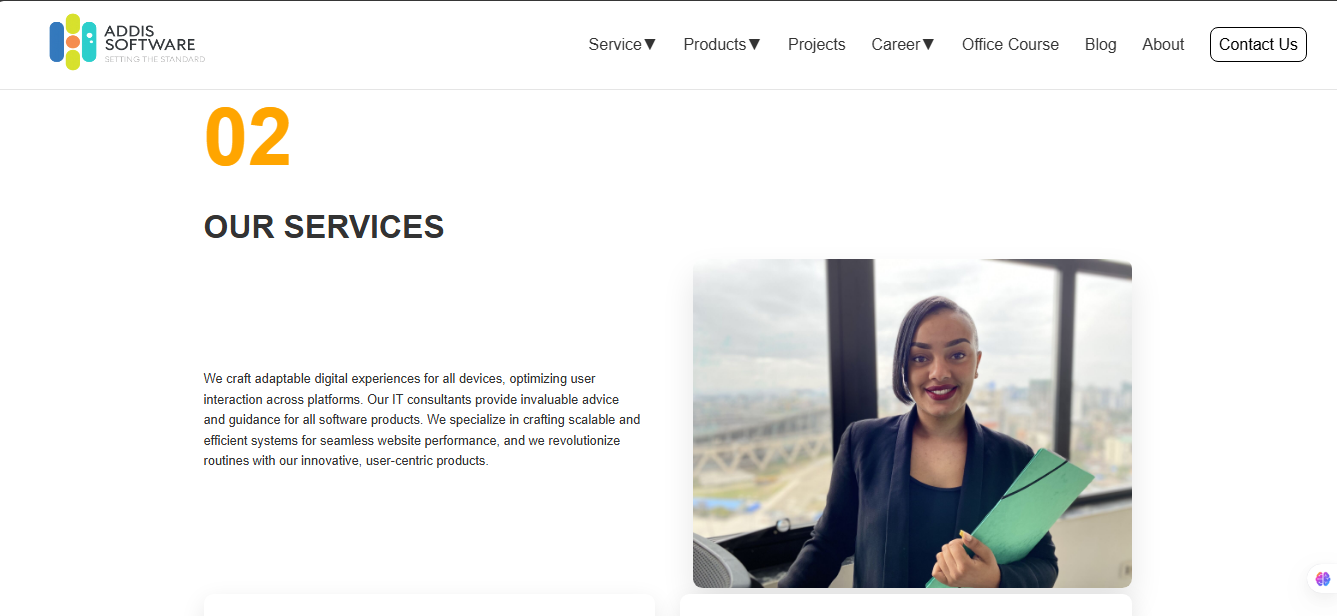 ADDIS
SOFTWARE
SETTING THE STANDARD
Service▼ Products▼ Projects Career▼ Office Course Blog About Contact Us
02
OUR SERVICES
We craft adaptable digital experiences for all devices, optimizing user
interaction across platforms. Our IT consultants provide invaluable advice
and guidance for all software products. We specialize in crafting scalable and
efficient systems for seamless website performance, and we revolutionize
routines with our innovative, user-centric products.